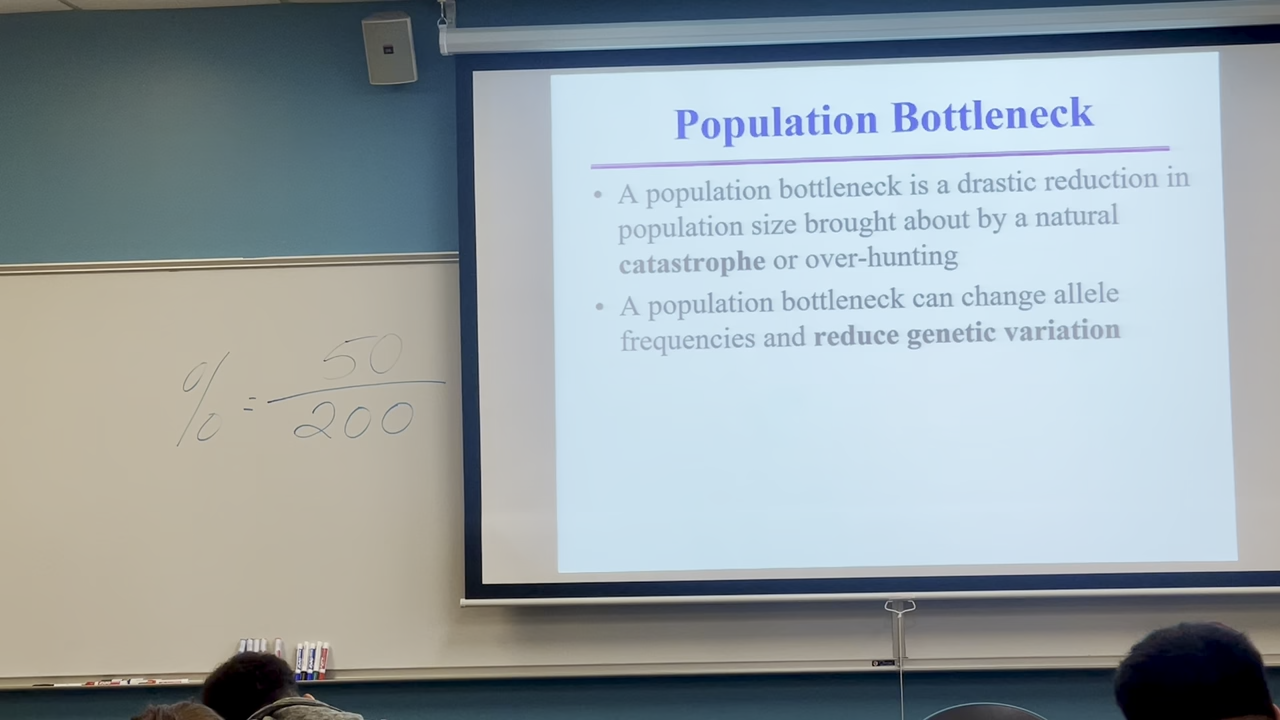 Population Bottleneck
• A population bottleneck is a drastic reduction in
population size brought about by a natural
catastrophe or over-hunting
• A population bottleneck can change allele
frequencies and reduce genetic variation
% = 50
200